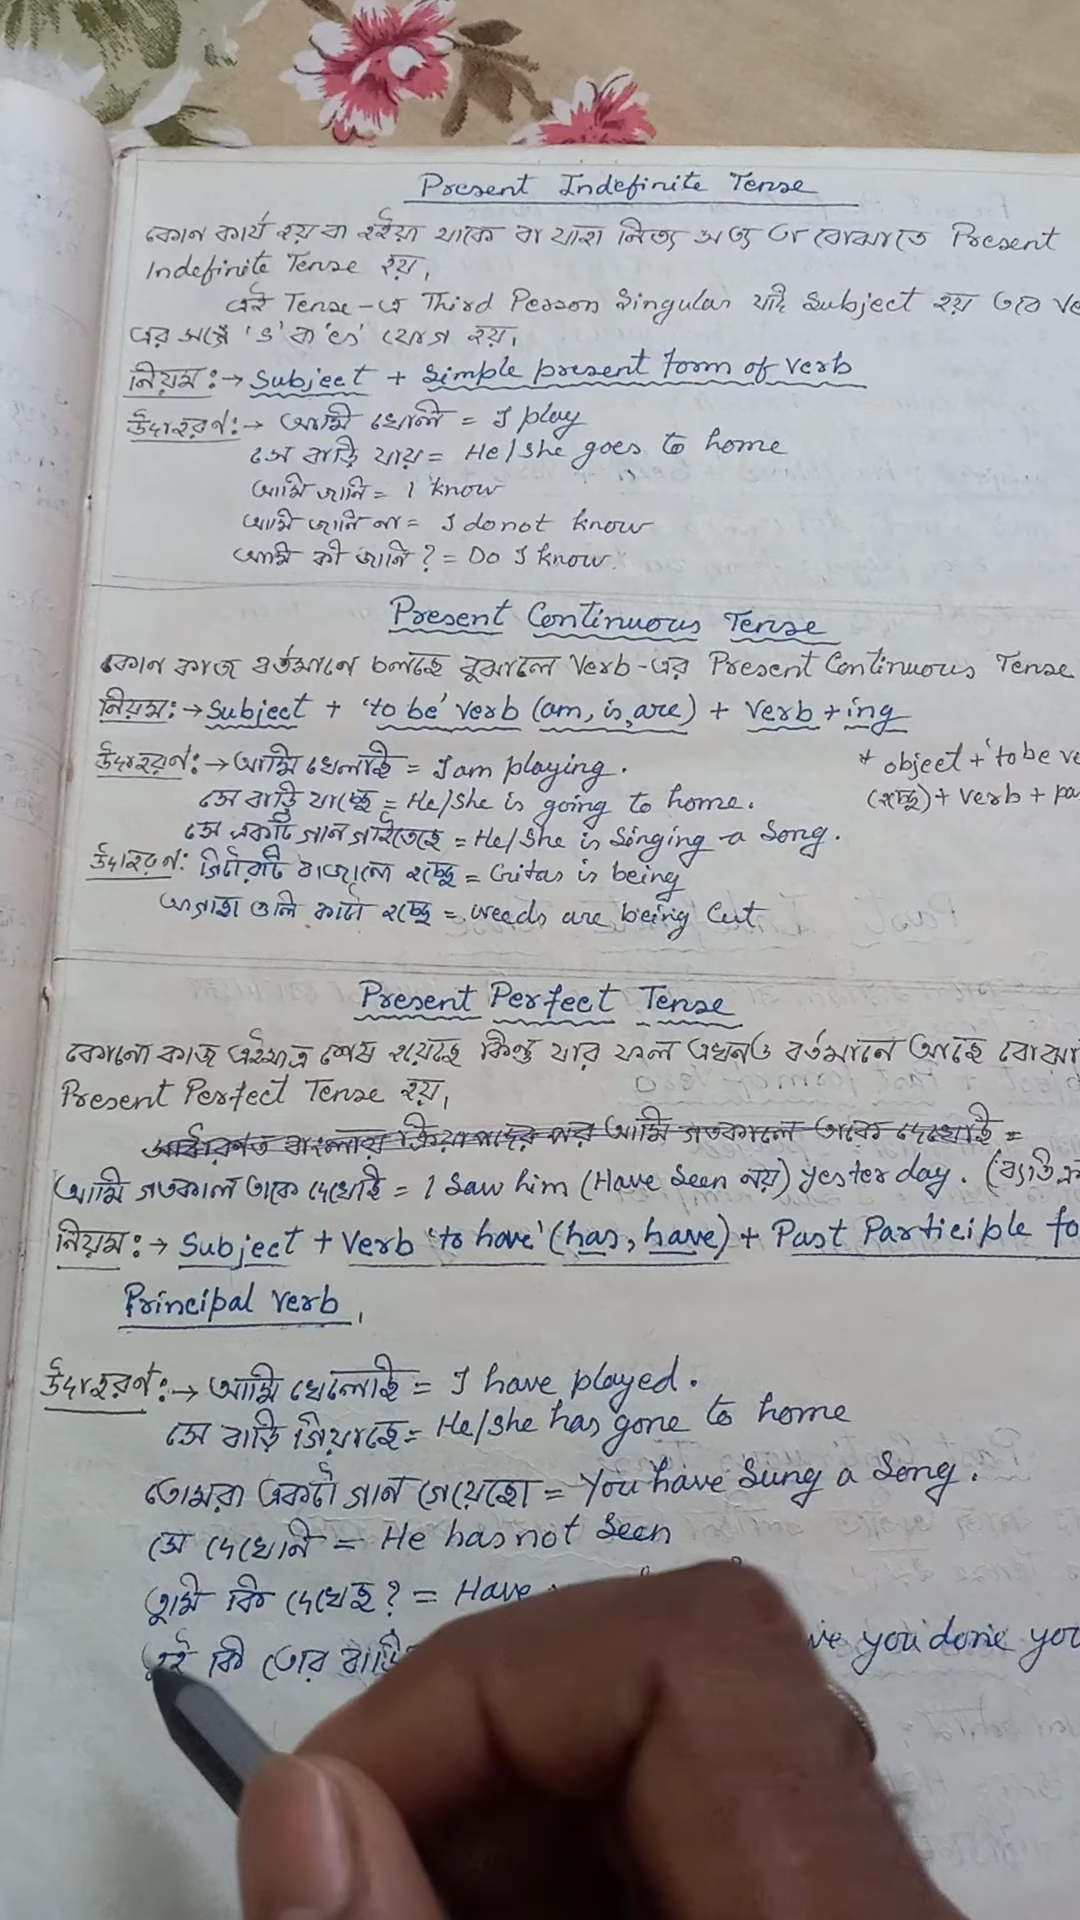 Present Indefinite Tense
কোন কার্য হয় বা হইয়া থাকে বা যাহা নিত্য সত্য তা বোঝাতে Present
Indefinite Tense হয়,
এই Tense-এ Third Person Singular যদি Subject হয় তবে
এর সঙ্গে 's' বা 'es' যোগ হয়,
নিয়ম:→ Subject + Simple present form of verb
উদাহরণ:→ আমি খেলি = I play
সে বাড়ি যায় = He/she goes to home
আমি জানি = I know
আমি জানি না = I do not know
আমি কী জানি? = Do I know.
Present Continuous Tense
কোন কাজ বর্তমানে চলছে বুঝালে Verb-এর Present Continuous Tense
নিয়ম:→ Subject + 'to be' verb (am, is, are) + verb + ing
উদাহরণ:→ আমি খেলছি = I am playing.
* object + 'to be
সে বাড়ি যাচ্ছে = He/She is going to home.
(হচ্ছে) + verb +
সে একটি গান গাইতেছে = He/She is Singing a Song.
উদাহরণ: গিটারটি বাজানো হচ্ছে = Gitas is being
আগাছা গুলি কাটা হচ্ছে = weeds are being Cut
Present Perfect Tense
কোনো কাজ এইমাত্র শেষ হয়েছে কিন্তু যার ফল এখনও বর্তমানে আছে
Present Perfect Tense হয়,
আমি গতকাল তাকে দেখেছি = I Saw him (Have Seen নয়) yesterday.
নিয়ম:→ Subject + Verb 'to have' (has, have) + Past Participle
Principal verb,
উদাহরণ:→ আমি খেলেছি = I have played.
সে বাড়ি গিয়াছে = He/She has gone to home
তোমরা একটা গান গেয়েছো = You have Sung a Song.
সে দেখেনি = He has not Seen
তুমি কি দেখেছ? = Have
তুই কী তোর you done